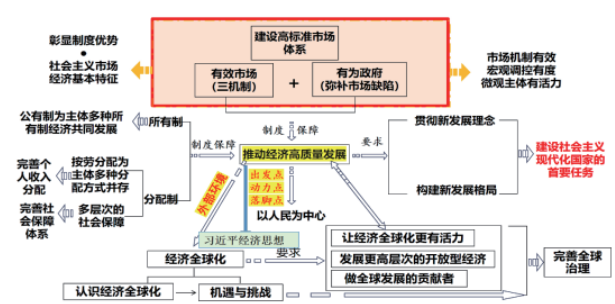 建设高标准市场
体系
有效市场
（三机制）
+
有为政府
（弥补市场缺陷）
彰显制度优势
•
社会主义市场
经济基本特征
市场机制有效
宏观调控有度
微观主体有活力
公有制为主体多种所
有制经济共同发展
所有制
制度保障
制度
保障
推动经济高质量发展
要求
贯彻新发展理念
构建新发展格局
建设社会主义
现代化国家的
首要任务
完善个
人收入
分配
按劳分配为
主体多种分
配方式并存
分配制
完善社
会保障
体系
多层次的
社会保障
外部环境
出发点
动力点
落脚点
以人民为中心
习近平经济思想
经济全球化
要求
让经济全球化更有活力
发展更高层次的开放型经济
做全球发展的贡献者
完善全球
治理
认识经济全球化
机遇与挑战